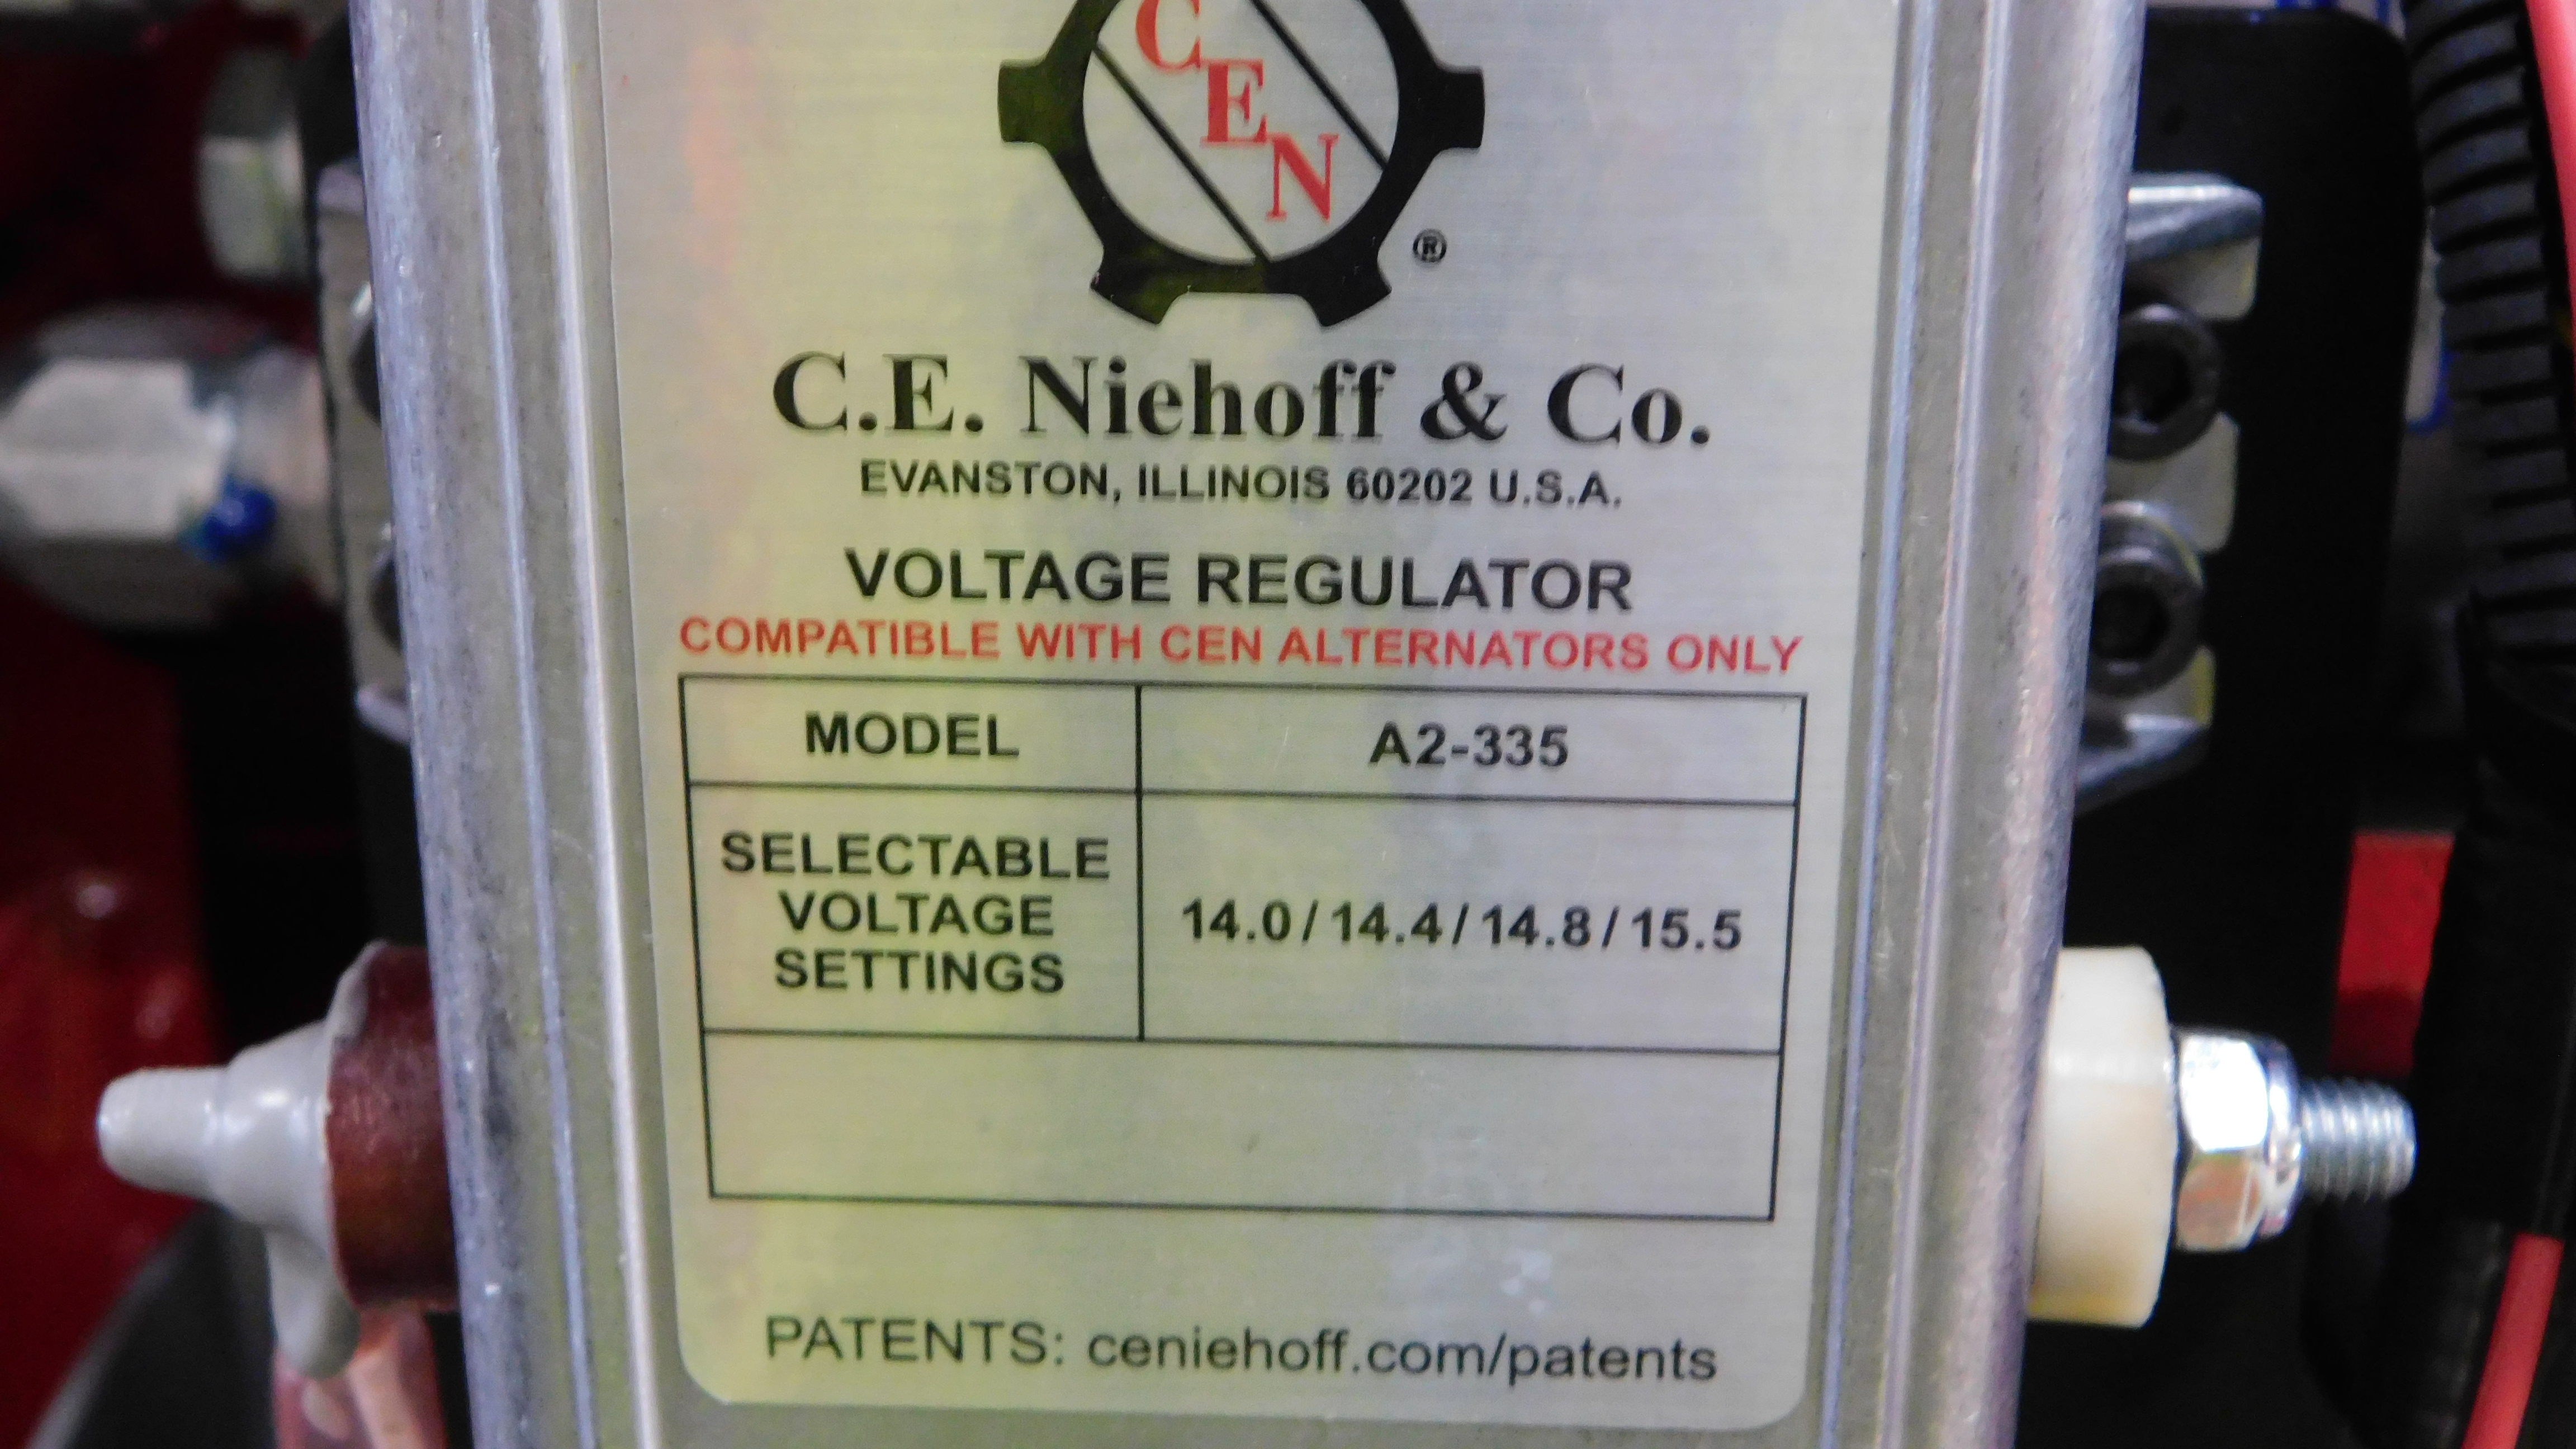 CEN
®
C.E. Niehoff & Co.
EVANSTON, ILLINOIS 60202 U.S.A.
VOLTAGE REGULATOR
COMPATIBLE WITH CEN ALTERNATORS ONLY
MODEL A2-335
SELECTABLE
VOLTAGE
SETTINGS
14.0/14.4/14.8/15.5
PATENTS: ceniehoff.com/patents